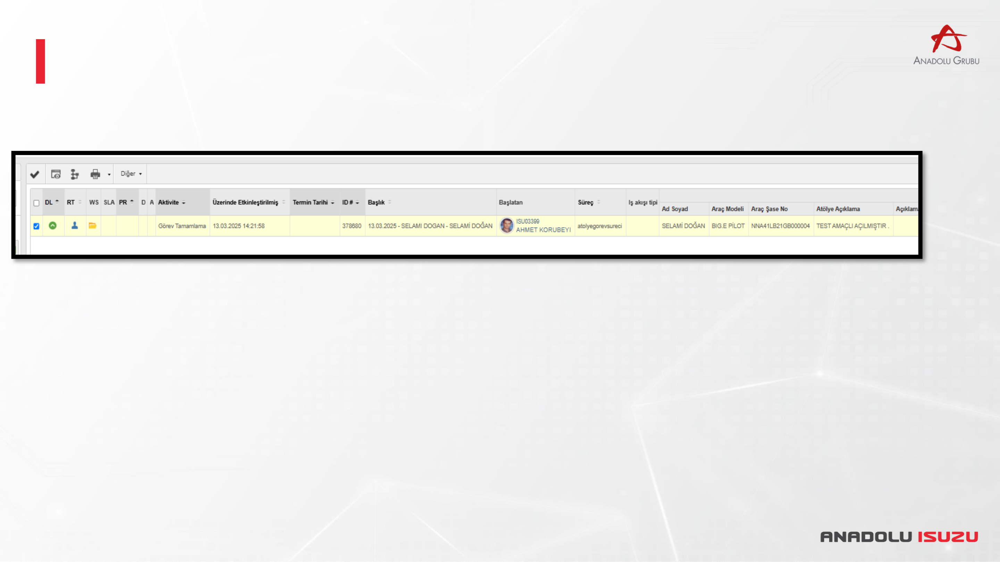 ANADOLU GRUBU
Diğer
DL RT WS SLA PR D A Aktivite Üzerinde Etkinleştirilmiş Termin Tarihi ID # Başlık Başlatan Süreç Iş akışı tipi
Ad Soyad Araç Modeli Araç Şase No Atölye Açıklama Açıklama
Görev Tamamlama 13.03.2025 14:21:58 378680 13.03.2025 - SELAMI DOGAN - SELAMİ DOĞAN ISU03399 AHMET KORUBEYI atolyegorevsureci SELAMİ DOĞAN BIG.E PİLOT NNA41LB21GB000004 TEST AMAÇLI AÇILMIŞTIR .
ANADOLU ISUZU